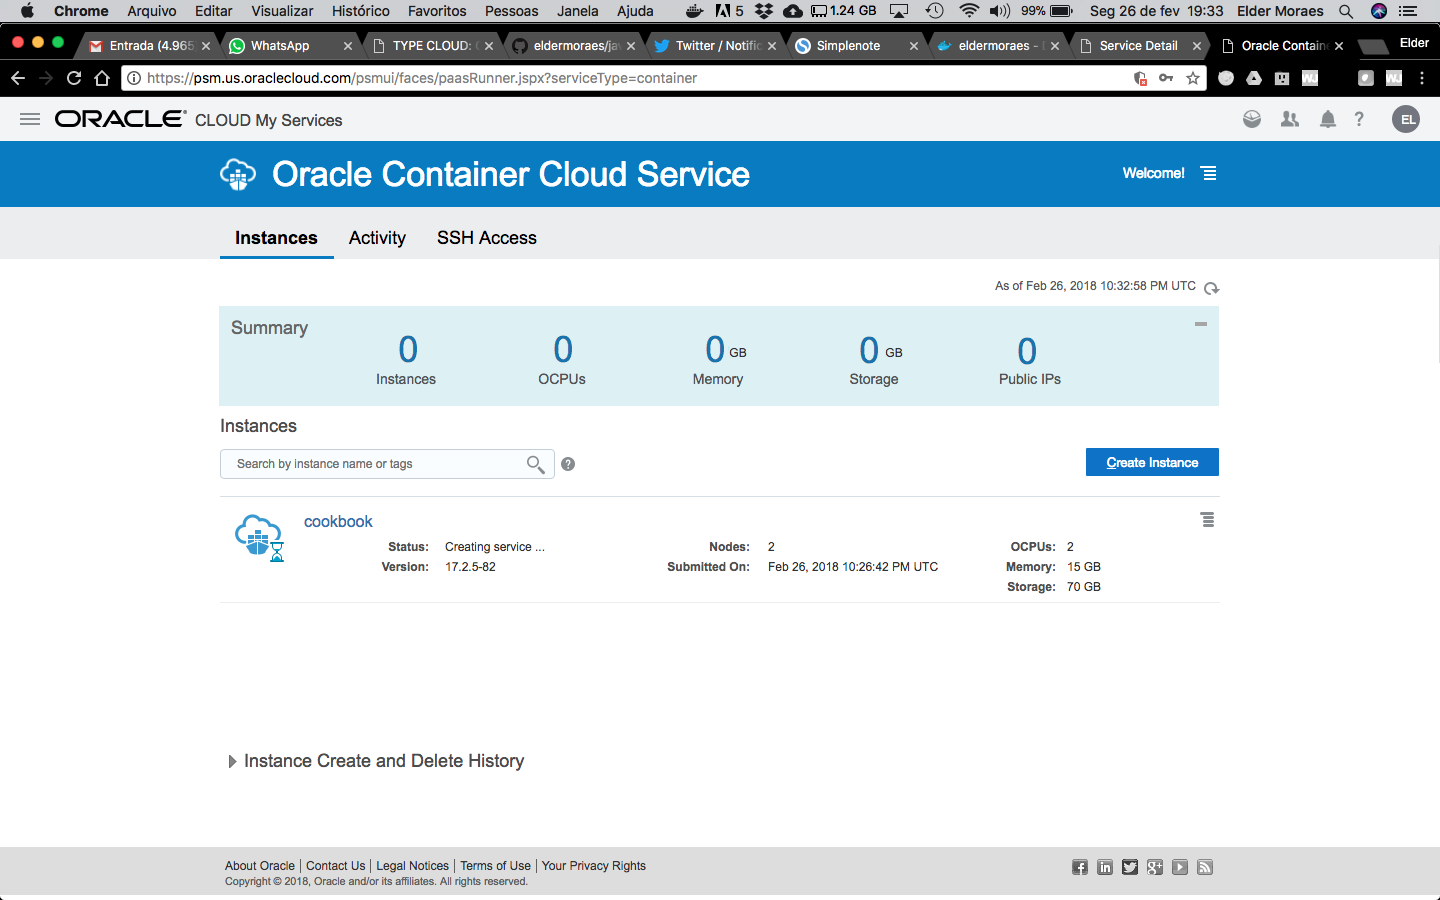 Chrome Arquivo Editar Visualizar Histórico Favoritos Pessoas Janela Ajuda 5 1.24 GB 99% Seg 26 de fev 19:33 Elder Moraes
Entrada (4.965 WhatsApp TYPE CLOUD: eldermoraes/jav Twitter / Notific Simplenote eldermoraes - Service Detail Oracle Contain Elder
https://psm.us.oraclecloud.com/psmui/faces/paasRunner.jspx?serviceType=container
ORACLE CLOUD My Services ? EL
Oracle Container Cloud Service Welcome!
Instances Activity SSH Access
As of Feb 26, 2018 10:32:58 PM UTC
Summary
0 0 0 GB 0 GB 0
Instances OCPUs Memory Storage Public IPs
Instances
Search by instance name or tags ? Create Instance
cookbook
Status: Creating service ... Nodes: 2 OCPUs: 2
Version: 17.2.5-82 Submitted On: Feb 26, 2018 10:26:42 PM UTC Memory: 15 GB
Storage: 70 GB
Instance Create and Delete History
About Oracle | Contact Us | Legal Notices | Terms of Use | Your Privacy Rights
Copyright © 2018, Oracle and/or its affiliates. All rights reserved.